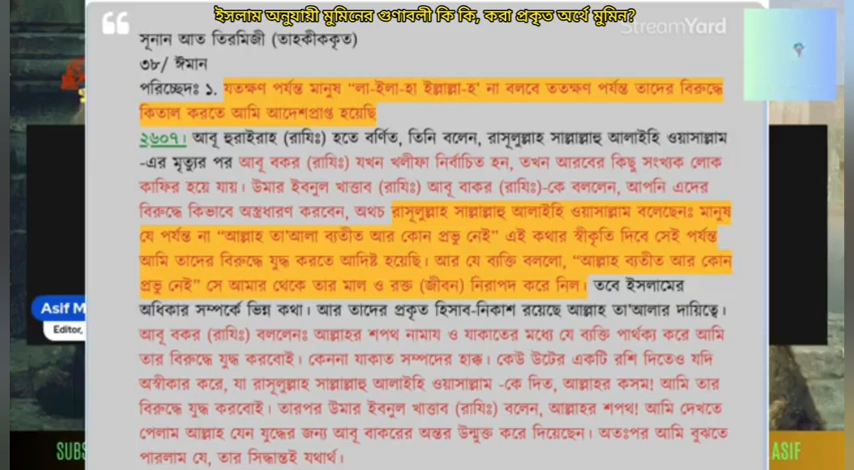 ইসলাম অনুযায়ী মুমিনের গুণাবলী কি কি, কারা প্রকৃত অর্থে মুমিন?
StreamYard
সূনান আত তিরমিজী (তাহকীককৃত)
৩৮/ ঈমান
পরিচ্ছেদঃ ১. যতক্ষণ পর্যন্ত মানুষ “লা-ইলা-হা ইল্লাল্লা-হ’ না বলবে ততক্ষণ পর্যন্ত তাদের বিরুদ্ধে
কিতাল করতে আমি আদেশপ্রাপ্ত হয়েছি
২৬০৭। আবূ হুরাইরাহ (রাযিঃ) হতে বর্ণিত, তিনি বলেন, রাসূলুল্লাহ সাল্লাল্লাহু আলাইহি ওয়াসাল্লাম
-এর মৃত্যুর পর আবূ বকর (রাযিঃ) যখন খলীফা নির্বাচিত হন, তখন আরবের কিছু সংখ্যক লোক
কাফির হয়ে যায়। উমার ইবনুল খাত্তাব (রাযিঃ) আবূ বাকর (রাযিঃ)-কে বললেন, আপনি এদের
বিরুদ্ধে কিভাবে অস্ত্রধারণ করবেন, অথচ রাসূলুল্লাহ সাল্লাল্লাহু আলাইহি ওয়াসাল্লাম বলেছেনঃ মানুষ
যে পর্যন্ত না “আল্লাহ তা'আলা ব্যতীত আর কোন প্রভু নেই” এই কথার স্বীকৃতি দিবে সেই পর্যন্ত
আমি তাদের বিরুদ্ধে যুদ্ধ করতে আদিষ্ট হয়েছি। আর যে ব্যক্তি বললো, “আল্লাহ ব্যতীত আর কোন
প্রভু নেই” সে আমার থেকে তার মাল ও রক্ত (জীবন) নিরাপদ করে নিল। তবে ইসলামের
অধিকার সম্পর্কে ভিন্ন কথা। আর তাদের প্রকৃত হিসাব-নিকাশ রয়েছে আল্লাহ তা'আলার দায়িত্বে।
আবূ বকর (রাযিঃ) বললেনঃ আল্লাহর শপথ নামায ও যাকাতের মধ্যে যে ব্যক্তি পার্থক্য করে আমি
তার বিরুদ্ধে যুদ্ধ করবোই। কেননা যাকাত সম্পদের হাক্ক। কেউ উটের একটি রশি দিতেও যদি
অস্বীকার করে, যা রাসূলুল্লাহ সাল্লাল্লাহু আলাইহি ওয়াসাল্লাম -কে দিত, আল্লাহর কসম! আমি তার
বিরুদ্ধে যুদ্ধ করবোই। তারপর উমার ইবনুল খাত্তাব (রাযিঃ) বলেন, আল্লাহর শপথ! আমি দেখতে
পেলাম আল্লাহ যেন যুদ্ধের জন্য আবূ বাকরের অন্তর উন্মুক্ত করে দিয়েছেন। অতঃপর আমি বুঝতে
পারলাম যে, তার সিদ্ধান্তই যথার্থ।
Asif M
Editor,
SUBS
ASIF